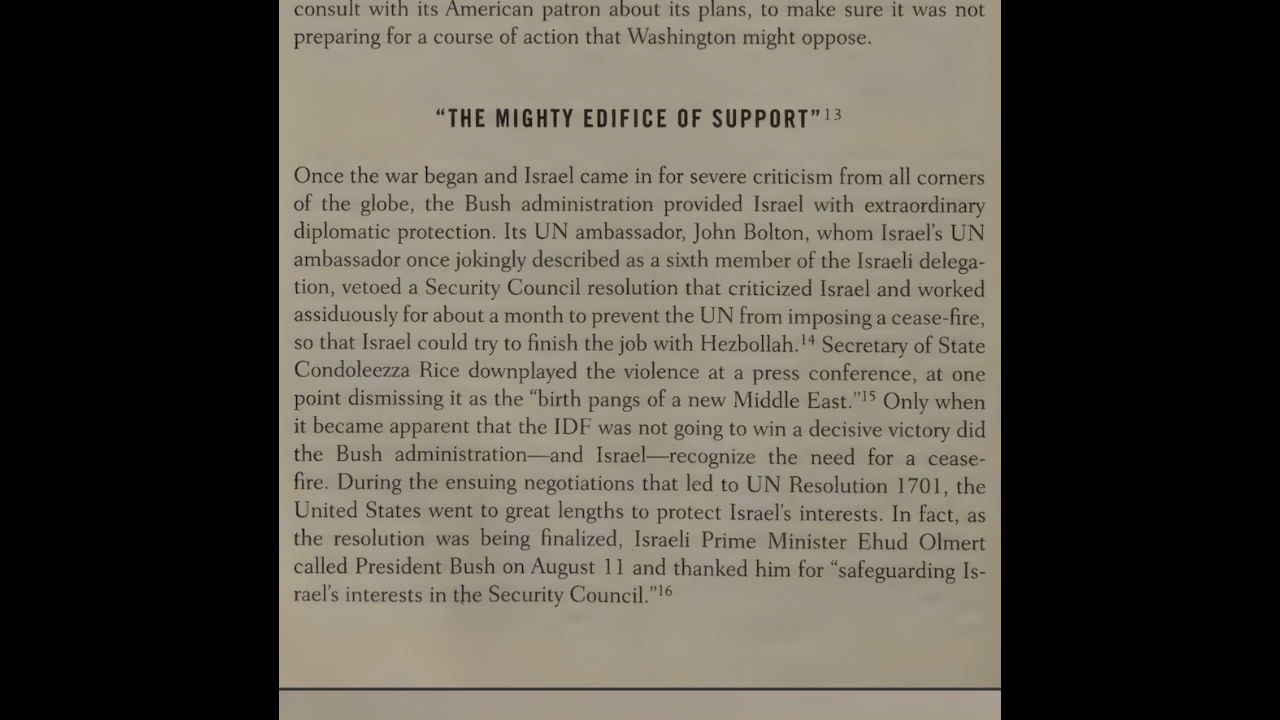 consult with its American patron about its plans, to make sure it was not
preparing for a course of action that Washington might oppose.
“THE MIGHTY EDIFICE OF SUPPORT”13
Once the war began and Israel came in for severe criticism from all corners
of the globe, the Bush administration provided Israel with extraordinary
diplomatic protection. Its UN ambassador, John Bolton, whom Israel’s UN
ambassador once jokingly described as a sixth member of the Israeli delega-
tion, vetoed a Security Council resolution that criticized Israel and worked
assiduously for about a month to prevent the UN from imposing a cease-fire,
so that Israel could try to finish the job with Hezbollah.14 Secretary of State
Condoleezza Rice downplayed the violence at a press conference, at one
point dismissing it as the “birth pangs of a new Middle East.”15 Only when
it became apparent that the IDF was not going to win a decisive victory did
the Bush administration—and Israel—recognize the need for a cease-
fire. During the ensuing negotiations that led to UN Resolution 1701, the
United States went to great lengths to protect Israel’s interests. In fact, as
the resolution was being finalized, Israeli Prime Minister Ehud Olmert
called President Bush on August 11 and thanked him for “safeguarding Is-
rael’s interests in the Security Council.”16